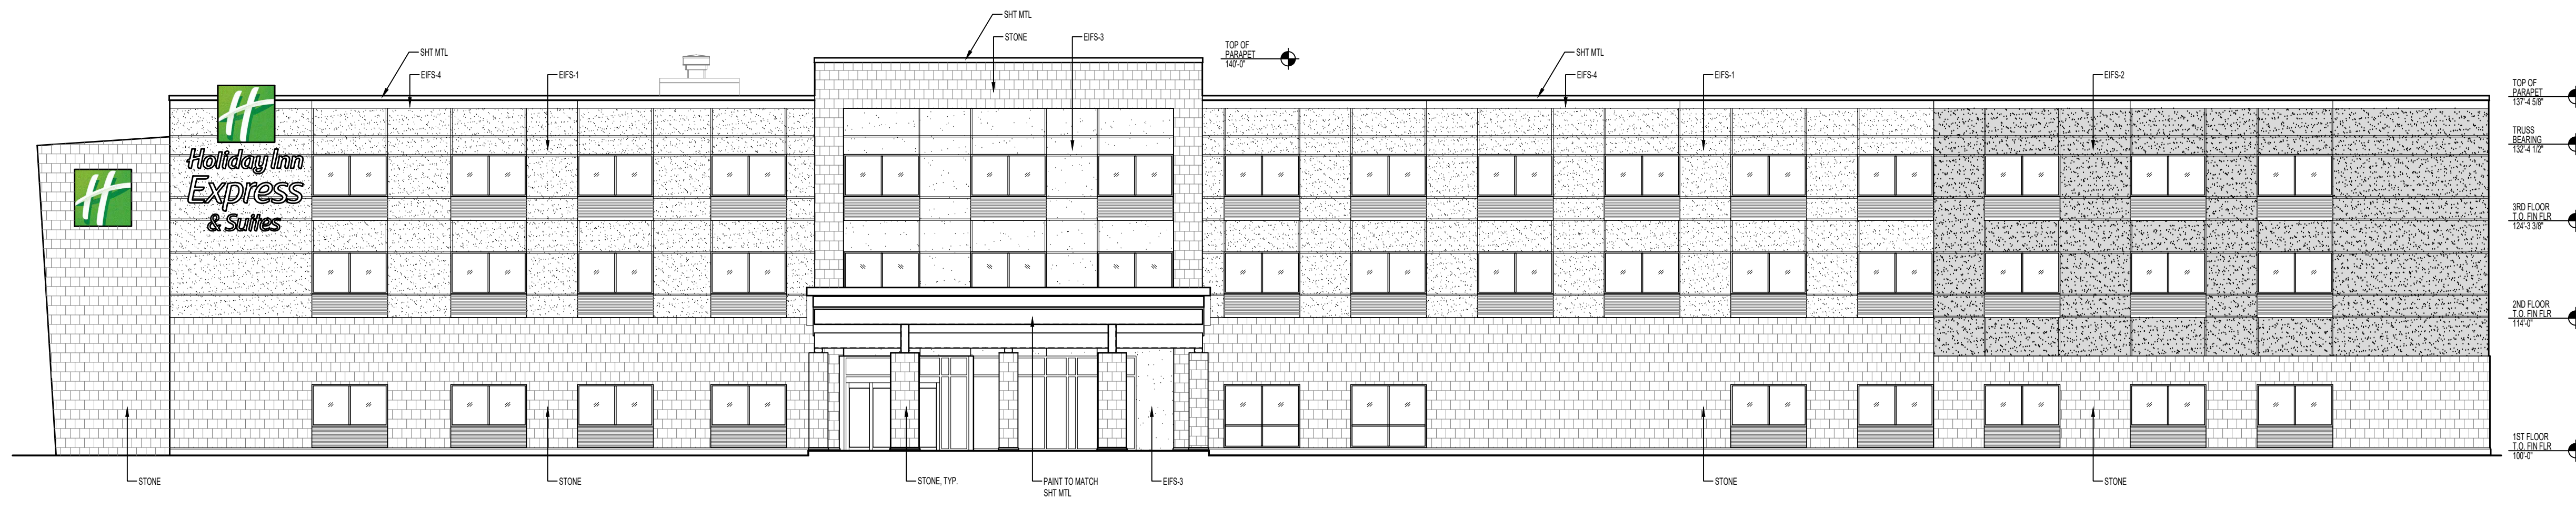 SHT MTL
STONE
EIFS-3
TOP OF
PARAPET
140'-0"
SHT MTL
EIFS-4
EIFS-1
SHT MTL
EIFS-4
EIFS-1
EIFS-2
TOP OF
PARAPET
137'-4 5/8"
TRUSS
BEARING
132'-4 1/2"
H
Holiday Inn
Express
& Suites
H
3RD FLOOR
T.O. FIN FLR
124'-3 3/8"
2ND FLOOR
T.O. FIN FLR
114'-0"
1ST FLOOR
T.O. FIN FLR
100'-0"
STONE
STONE
STONE, TYP.
PAINT TO MATCH
SHT MTL
EIFS-3
STONE
STONE